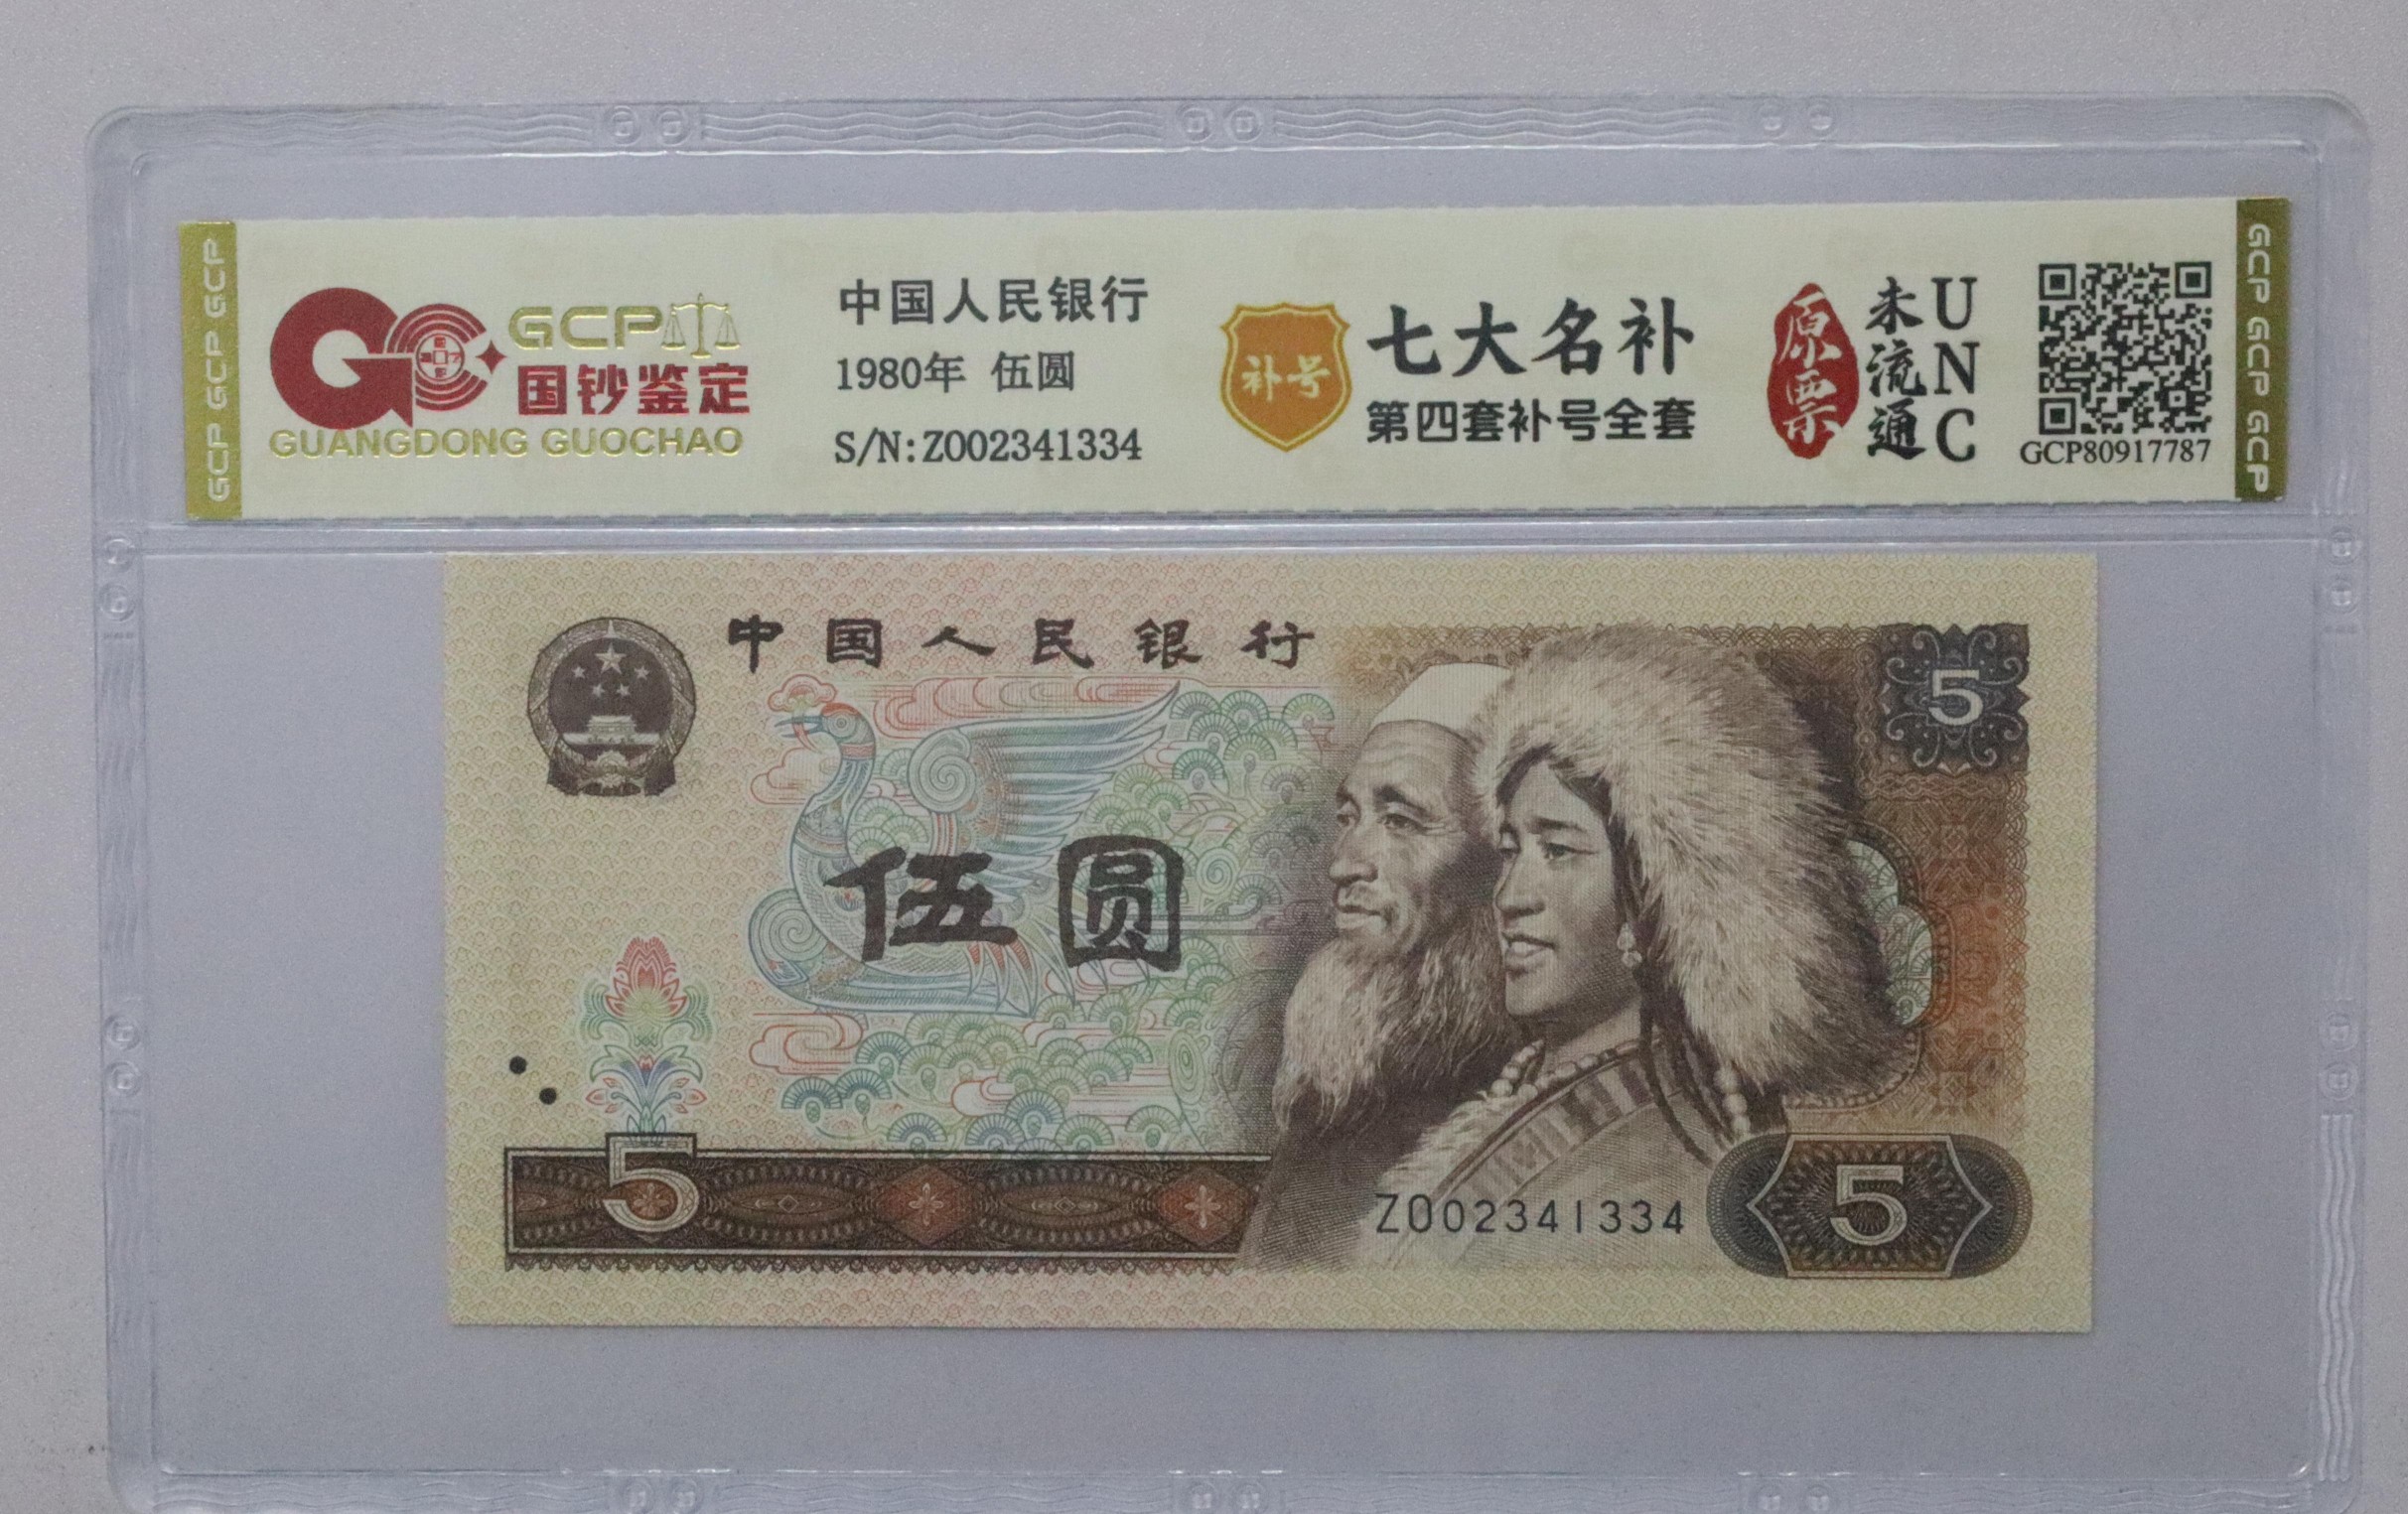 GCP GCP GCP
GCP
国钞鉴定
GUANGDONG GUOCHAO
中国人民银行
1980年 伍圆
S/N:ZO02341334
补号
七大名补
第四套补号全套
原票
未流通
UNC
GCP80917787
GCP GCP GCP
中国人民银行
5
伍圆
5
ZO02341334
5